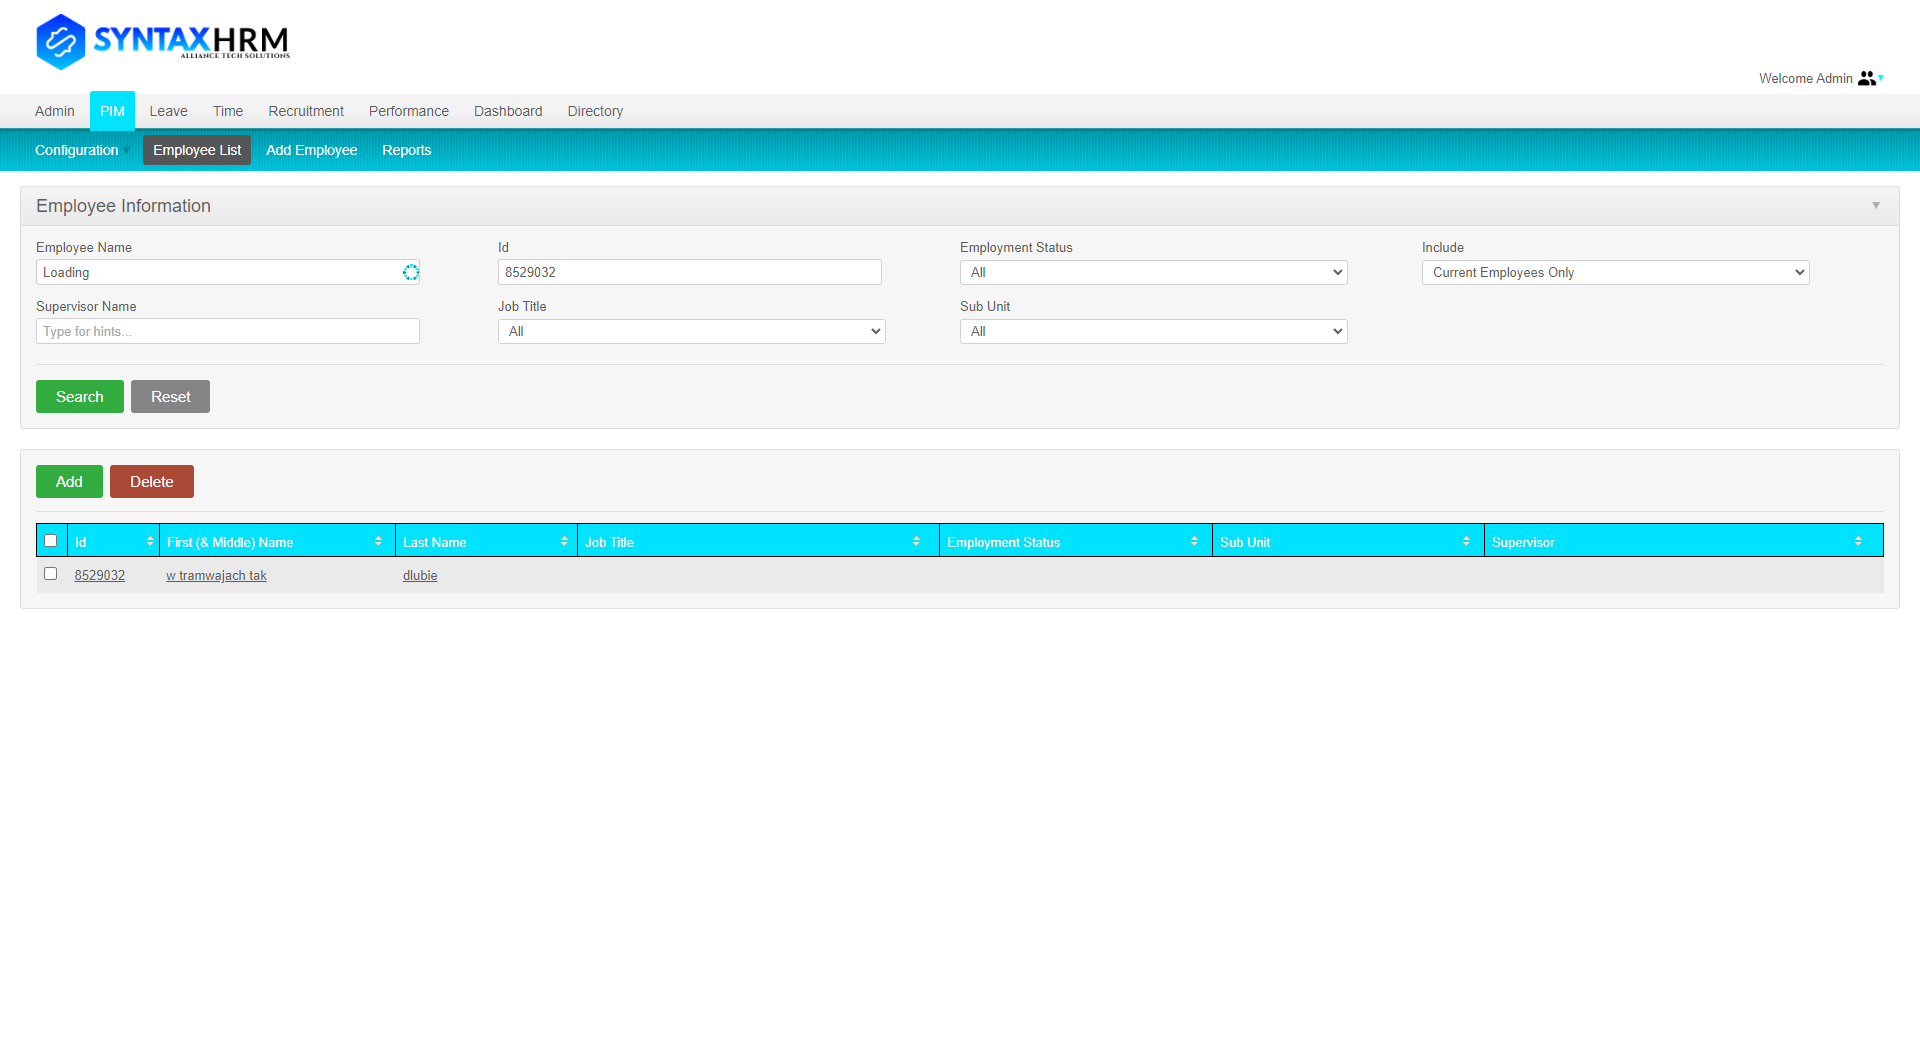 SYNTAXHRM
ALLIANCE TECH SOLUTIONS
Welcome Admin
Admin PIM Leave Time Recruitment Performance Dashboard Directory
Configuration Employee List Add Employee Reports
Employee Information
Employee Name Id Employment Status Include
Loading 8529032 All Current Employees Only
Supervisor Name Job Title Sub Unit
Type for hints... All All
Search Reset
Add Delete
Id First (& Middle) Name Last Name Job Title Employment Status Sub Unit Supervisor
8529032 w tramwajach tak dlubie